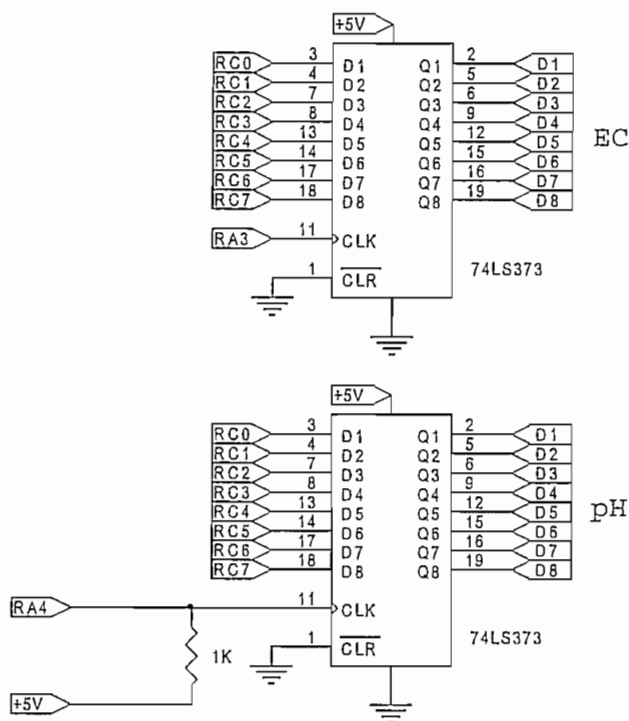 +5V
RC0 3 D1 Q1 2 D1
RC1 4 D2 Q2 5 D2
RC2 7 D3 Q3 6 D3
RC3 8 D4 Q4 9 D4
RC4 13 D5 Q5 12 D5
RC5 14 D6 Q6 15 D6
RC6 17 D7 Q7 16 D7
RC7 18 D8 Q8 19 D8
EC
RA3 11 CLK
1 CLR
74LS373
+5V
RC0 3 D1 Q1 2 D1
RC1 4 D2 Q2 5 D2
RC2 7 D3 Q3 6 D3
RC3 8 D4 Q4 9 D4
RC4 13 D5 Q5 12 D5
RC5 14 D6 Q6 15 D6
RC6 17 D7 Q7 16 D7
RC7 18 D8 Q8 19 D8
pH
RA4 11 CLK
1 CLR
74LS373
1K
+5V